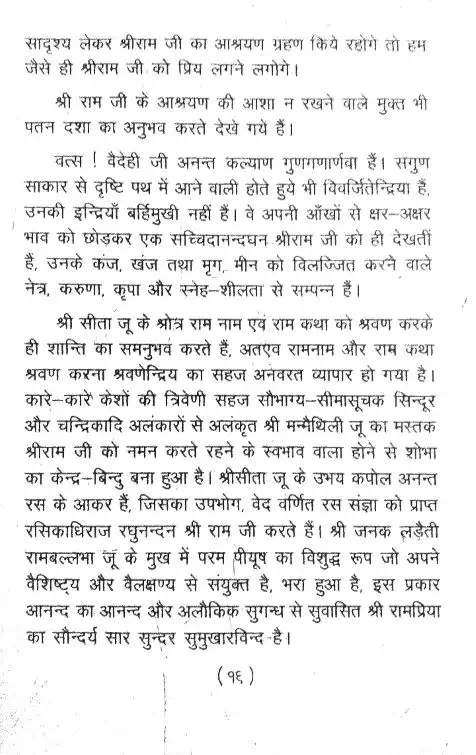 सादृश्य लेकर श्रीराम जी का आश्रयण ग्रहण किये रहोगे तो हम
जैसे ही श्रीराम जी को प्रिय लगने लगोगे।
श्री राम जी के आश्रयण की आशा न रखने वाले मुक्त भी
पतन दशा का अनुभव करते देखे गये हैं।
वत्स ! वैदेही जी अनन्त कल्याण गुणगणार्णवा हैं। सगुण
साकार से दृष्टि पथ में आने वाली होते हुये भी विवर्जितेन्द्रिया हैं,
उनकी इन्द्रियाँ बर्हिमुखी नहीं हैं। वे अपनी आँखों से क्षर-अक्षर
भाव को छोड़कर एक सच्चिदानन्दघन श्रीराम जी को ही देखतीं
हैं, उनके कंज, खंज तथा मृग, मीन को विलज्जित करने वाले
नेत्र, करुणा, कृपा और स्नेह-शीलता से सम्पन्न हैं।
श्री सीता जू के श्रोत्र राम नाम एवं राम कथा को श्रवण करके
ही शान्ति का समनुभव करते हैं, अतएव रामनाम और राम कथा
श्रवण करना श्रवणेन्द्रिय का सहज अनवरत व्यापार हो गया है।
कारे-कारे केशों की त्रिवेणी सहज सौभाग्य-सीमासूचक सिन्दूर
और चन्द्रिकादि अलंकारों से अलंकृत श्री मन्मैथिली जू का मस्तक
श्रीराम जी को नमन करते रहने के स्वभाव वाला होने से शोभा
का केन्द्र-बिन्दु बना हुआ है। श्रीसीता जू के उभय कपोल अनन्त
रस के आकर हैं, जिसका उपभोग, वेद वर्णित रस संज्ञा को प्राप्त
रसिकाधिराज रघुनन्दन श्री राम जी करते हैं। श्री जनक लड़ैती
रामबल्लभा जू के मुख में परम पीयूष का विशुद्ध रूप जो अपने
वैशिष्ट्य और वैलक्षण्य से संयुक्त है, भरा हुआ है, इस प्रकार
आनन्द का आनन्द और अलौकिक सुगन्ध से सुवासित श्री रामप्रिया
का सौन्दर्य सार सुन्दर सुमुखारविन्द है।
(१६)